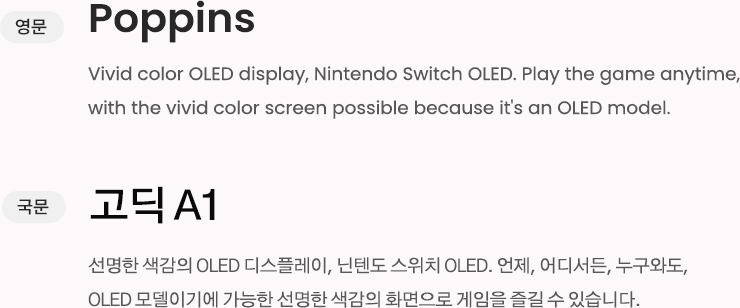 영문
Poppins
Vivid color OLED display, Nintendo Switch OLED. Play the game anytime,
with the vivid color screen possible because it's an OLED model.
국문
고딕 A1
선명한 색감의 OLED 디스플레이, 닌텐도 스위치 OLED. 언제, 어디서든, 누구와도,
OLED 모델이기에 가능한 선명한 색감의 화면으로 게임을 즐길 수 있습니다.